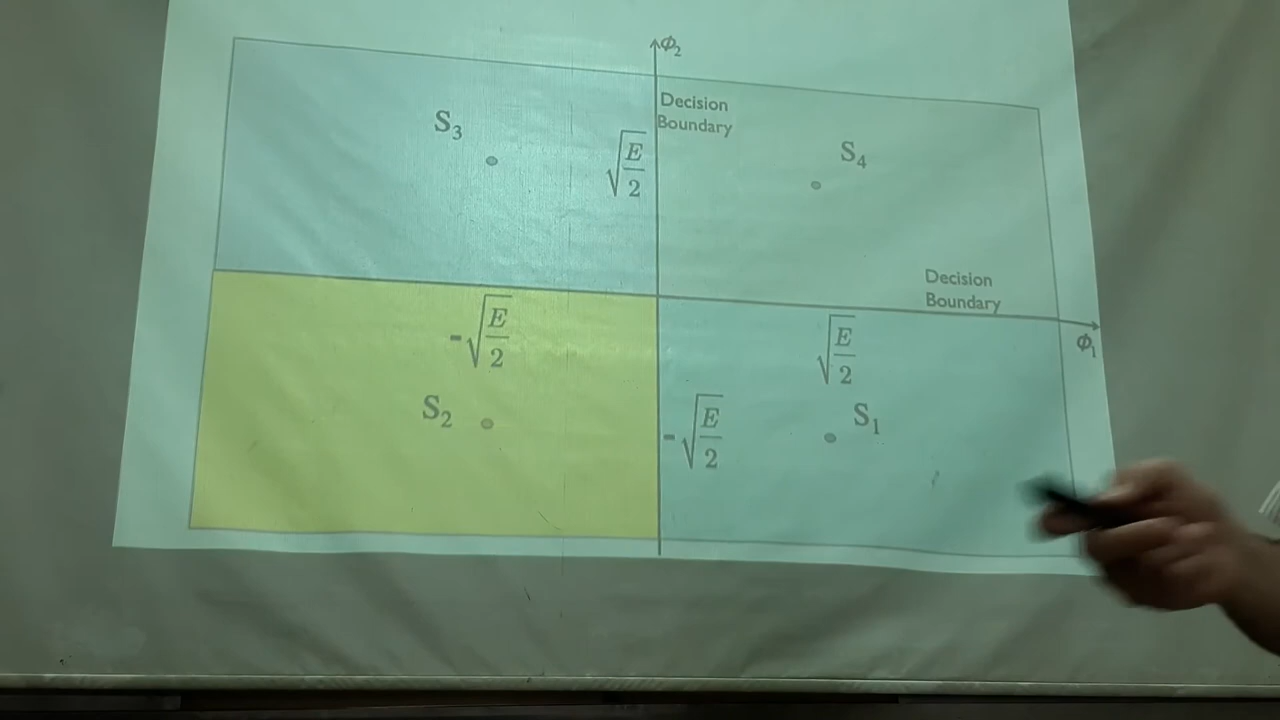 ϕ₂
Decision
Boundary
S₃
√(E/2)
S₄
Decision
Boundary
ϕ₁
-√(E/2)
√(E/2)
S₂
-√(E/2)
S₁